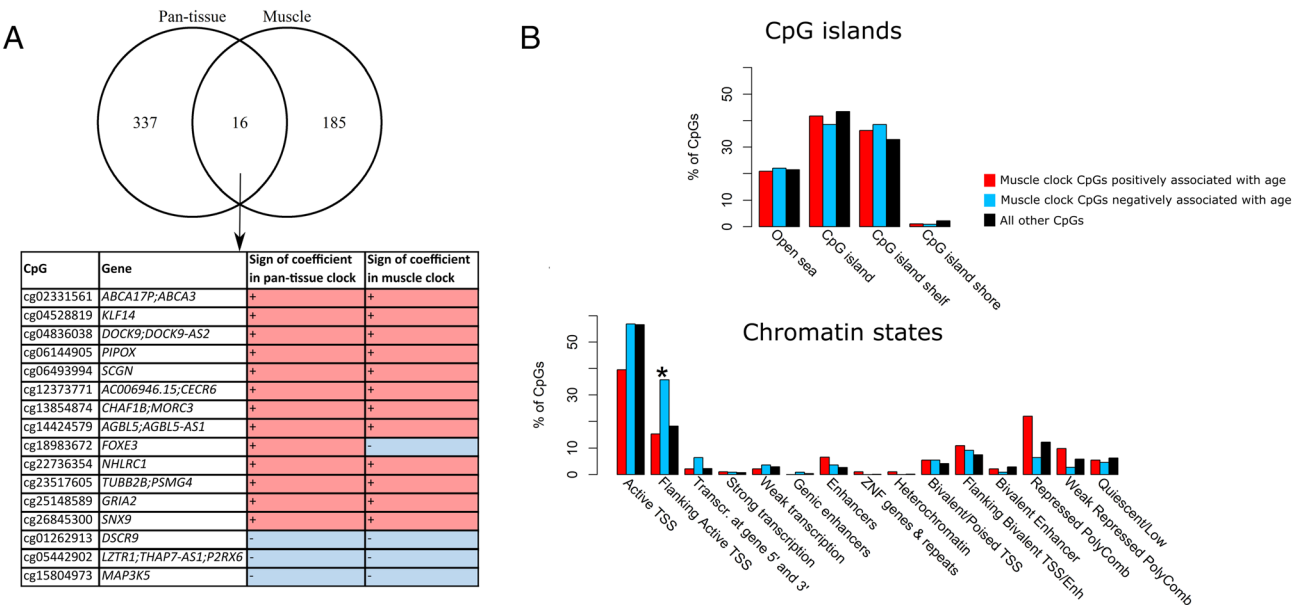 A
Pan-tissue Muscle
337 16 185
CpG Gene Sign of coefficient in pan-tissue clock Sign of coefficient in muscle clock
cg02331561 ABCA17P;ABCA3 + +
cg04528819 KLF14 + +
cg04836038 DOCK9;DOCK9-AS2 + +
cg06144905 PIPOX + +
cg06493994 SCGN + +
cg12373771 AC006946.15;CECR6 + +
cg13854874 CHAF1B;MORC3 + +
cg14424579 AGBL5;AGBL5-AS1 + +
cg18983672 FOXE3 + -
cg22736354 NHLRC1 + +
cg23517605 TUBB2B;PSMG4 + +
cg25148589 GRIA2 + +
cg26845300 SNX9 + +
cg01262913 DSCR9 - -
cg05442902 LZTR1;THAP7-AS1;P2RX6 - -
cg15804973 MAP3K5 - -
B
CpG islands
% of CpGs
50
30
10
0
Open sea
CpG island
CpG island shelf
CpG island shore
Muscle clock CpGs positively associated with age
Muscle clock CpGs negatively associated with age
All other CpGs
Chromatin states
% of CpGs
50
30
10
0
*
Active TSS
Flanking Active TSS
Transcr. at gene 5' and 3'
Strong transcription
Weak transcription
Genic enhancers
Enhancers
ZNF genes & repeats
Heterochromatin
Bivalent/Poised TSS
Flanking Bivalent TSS/Enh
Bivalent Enhancer
Repressed PolyComb
Weak Repressed PolyComb
Quiescent/Low